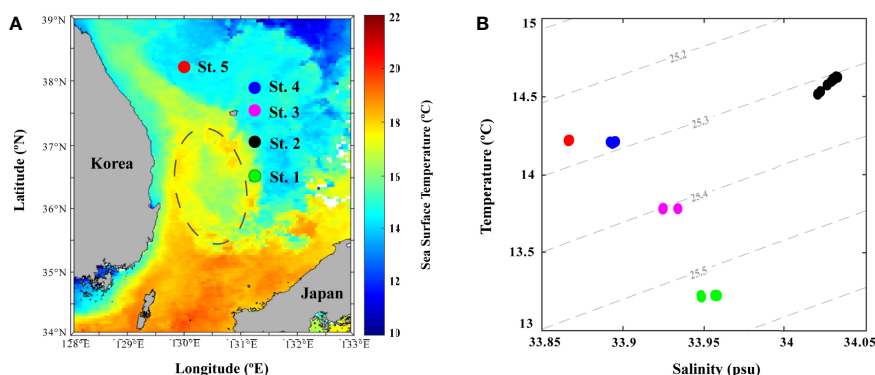 A
39°N
38°N
37°N
36°N
35°N
34°N
Latitude (°N)
128°E
129°E
130°E
131°E
132°E
133°E
Longitude (°E)
St. 5
St. 4
St. 3
St. 2
St. 1
Korea
Japan
22
20
18
16
14
12
10
Sea Surface Temperature (°C)
B
15
14.5
14
13.5
13
Temperature (°C)
25.2
25.3
25.4
25.5
33.85
33.9
33.95
34
34.05
Salinity (psu)